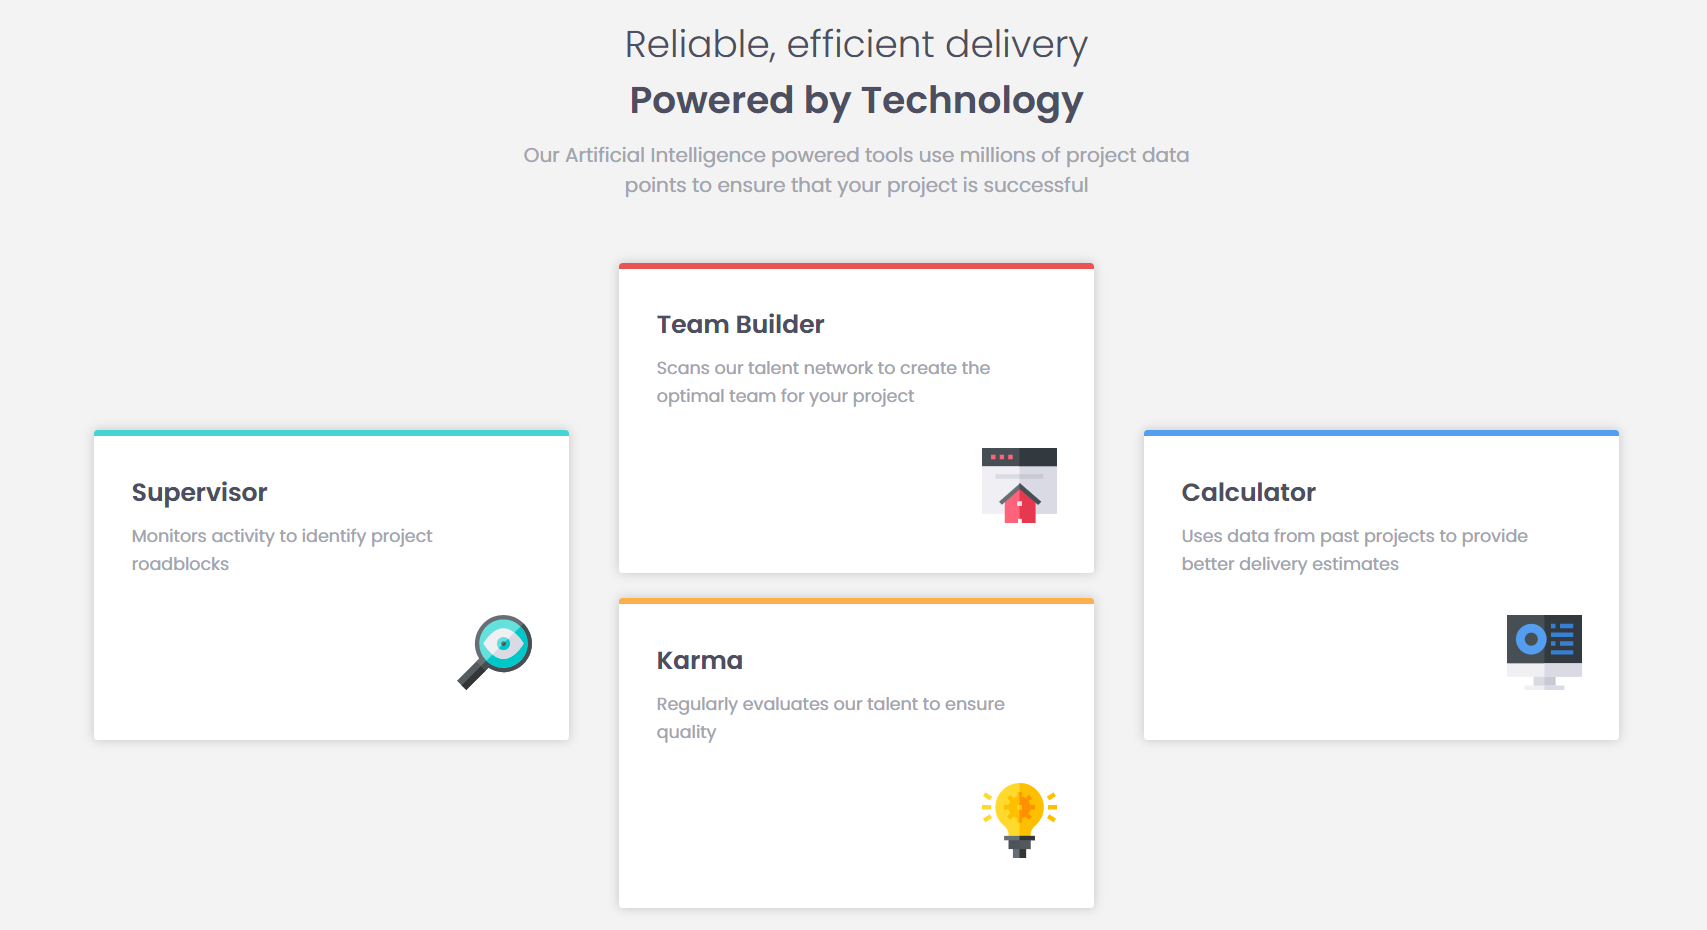 Reliable, efficient delivery
Powered by Technology
Our Artificial Intelligence powered tools use millions of project data
points to ensure that your project is successful
Supervisor
Monitors activity to identify project
roadblocks
Team Builder
Scans our talent network to create the
optimal team for your project
Karma
Regularly evaluates our talent to ensure
quality
Calculator
Uses data from past projects to provide
better delivery estimates